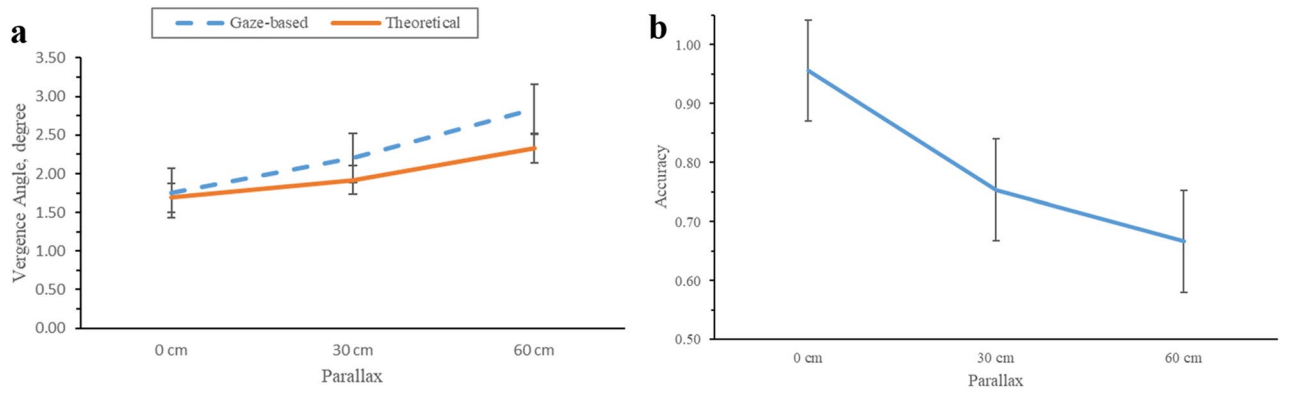 a
Gaze-based Theoretical
Vergence Angle, degree
3.50
3.00
2.50
2.00
1.50
1.00
0.50
0.00
0 cm 30 cm 60 cm
Parallax
b
Accuracy
1.00
0.90
0.80
0.70
0.60
0.50
0 cm 30 cm 60 cm
Parallax